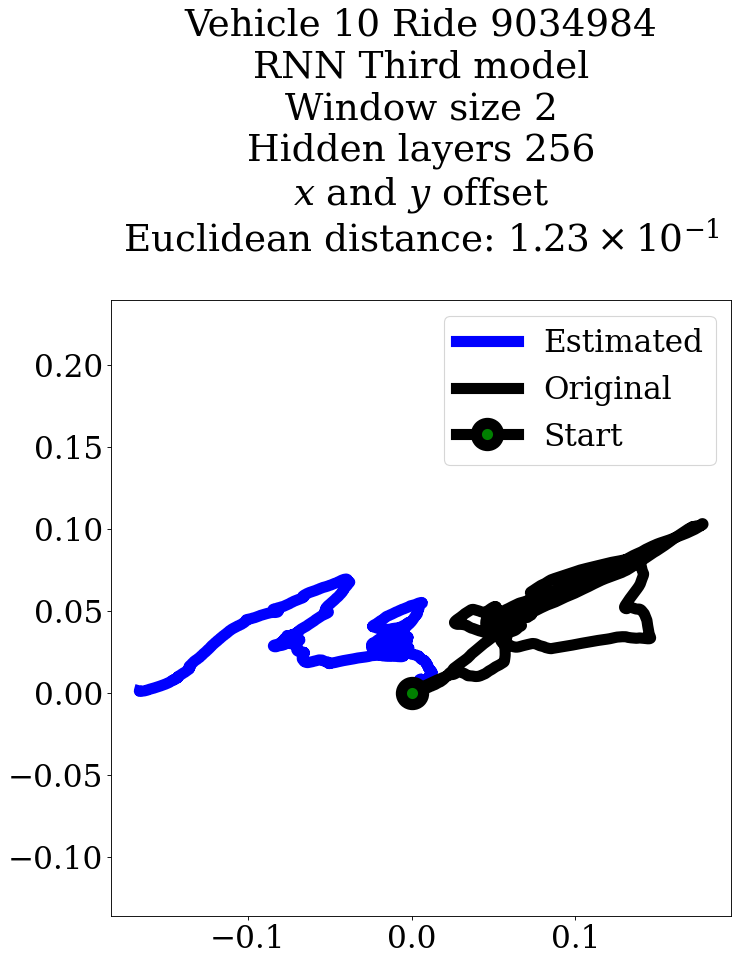 Vehicle 10 Ride 9034984
RNN Third model
Window size 2
Hidden layers 256
x and y offset
Euclidean distance: 1.23 × 10⁻¹
Estimated
Original
Start
0.20
0.15
0.10
0.05
0.00
−0.05
−0.10
−0.1 0.0 0.1